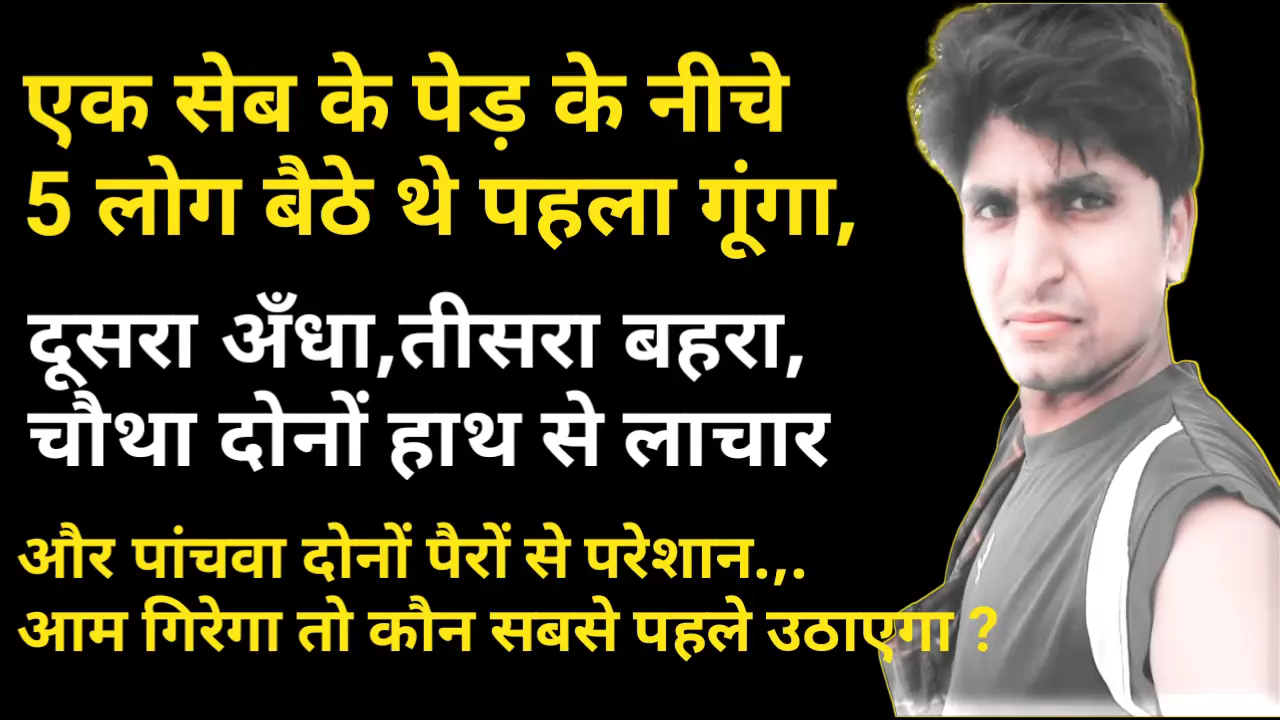 एक सेब के पेड़ के नीचे
5 लोग बैठे थे पहला गूंगा,
दूसरा अँधा,तीसरा बहरा,
चौथा दोनों हाथ से लाचार
और पांचवा दोनों पैरों से परेशान.,.
आम गिरेगा तो कौन सबसे पहले उठाएगा ?